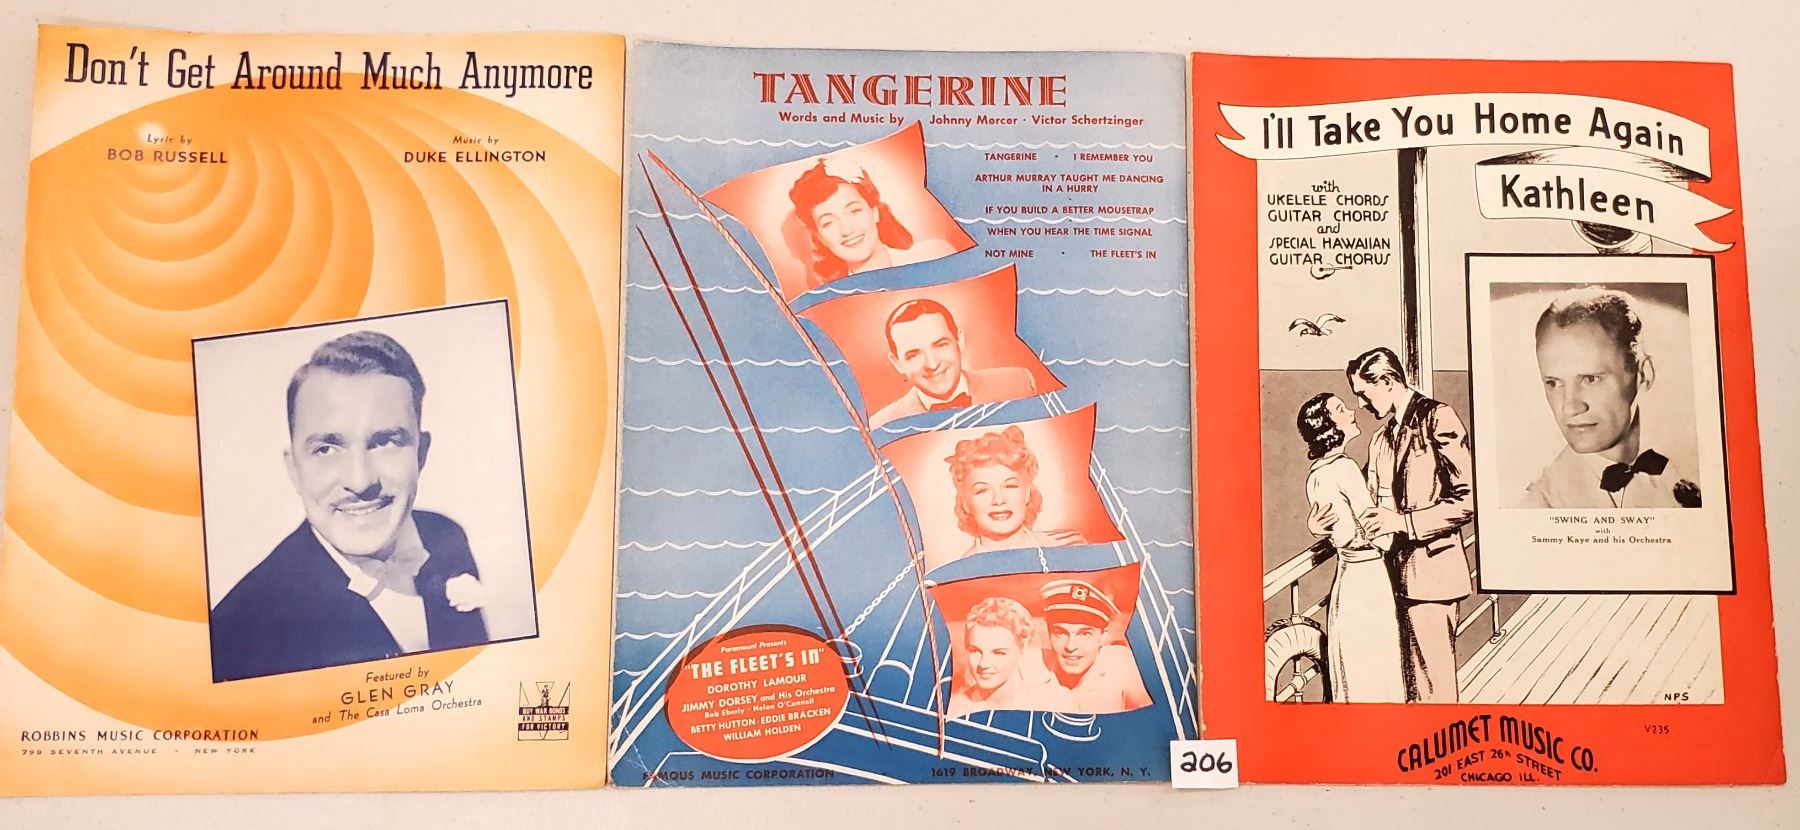 Don't Get Around Much Anymore
Lyric by
BOB RUSSELL
Music by
DUKE ELLINGTON
Featured by
GLEN GRAY
and The Casa Loma Orchestra
BUY WAR BONDS
AND STAMPS
FOR VICTORY
ROBBINS MUSIC CORPORATION
799 SEVENTH AVENUE • NEW YORK
TANGERINE
Words and Music by Johnny Mercer • Victor Schertzinger
TANGERINE • I REMEMBER YOU
ARTHUR MURRAY TAUGHT ME DANCING
IN A HURRY
IF YOU BUILD A BETTER MOUSETRAP
WHEN YOU HEAR THE TIME SIGNAL
NOT MINE • THE FLEET'S IN
Paramount Presents
"THE FLEET'S IN"
DOROTHY LAMOUR
JIMMY DORSEY and His Orchestra
Bob Eberly • Helen O'Connell
BETTY HUTTON • EDDIE BRACKEN
WILLIAM HOLDEN
FAMOUS MUSIC CORPORATION • 1619 BROADWAY, NEW YORK, N. Y.
206
I'll Take You Home Again
Kathleen
with
UKELELE CHORDS
GUITAR CHORDS
and
SPECIAL HAWAIIAN
GUITAR CHORUS
"SWING AND SWAY"
with
Sammy Kaye and his Orchestra
NPS
V235
CALUMET MUSIC CO.
201 EAST 26th STREET
CHICAGO ILL.